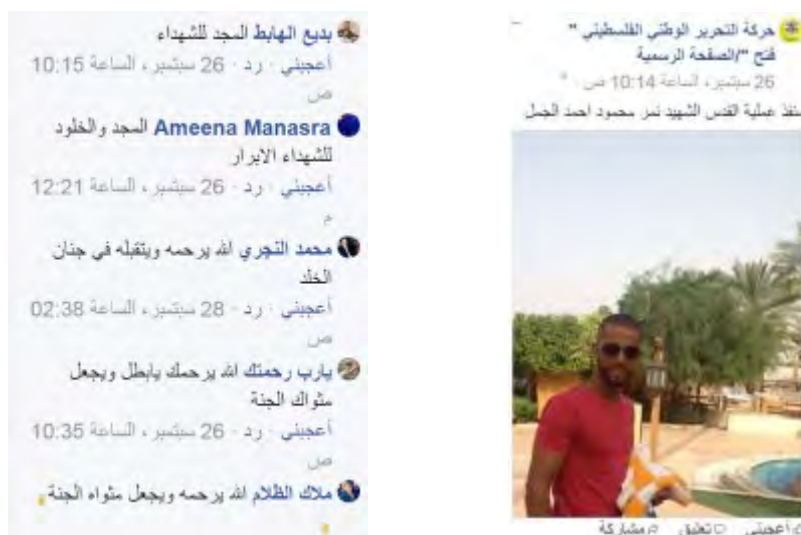 حركة التحرير الوطني الفلسطيني "
فتح "/الصفحة الرسمية
26 سبتمبر، الساعة 10:14 ص ·
منفذ عملية القدس الشهيد نمر محمود احمد الجمل
أعجبني تعليق مشاركة
بديع الهابط المجد للشهداء
أعجبني · رد · 26 سبتمبر، الساعة 10:15
ص
Ameena Manasra المجد والخلود
للشهداء الابرار
أعجبني · رد · 26 سبتمبر، الساعة 12:21
م
محمد النجري الله يرحمه ويتقبله في جنان
الخلد
أعجبني · رد · 28 سبتمبر، الساعة 02:38
ص
يارب رحمتك الله يرحمك يابطل ويجعل
مثواك الجنة
أعجبني · رد · 26 سبتمبر، الساعة 10:35
ص
ملاك الظلام الله يرحمه ويجعل مثواه الجنة